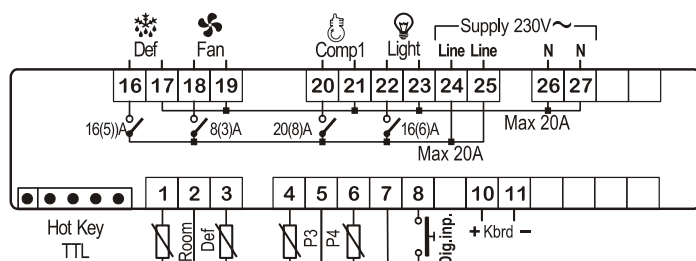 Supply 230V
Def Fan Comp1 Light Line Line N N
16 17 18 19 20 21 22 23 24 25 26 27
16(5))A 8(3)A 20(8)A 16(6)A Max 20A
Max 20A
1 2 3 4 5 6 7 8 10 11
Hot Key
TTL
Room
Def
P3
P4
Dig.inp.
+ Kbrd -